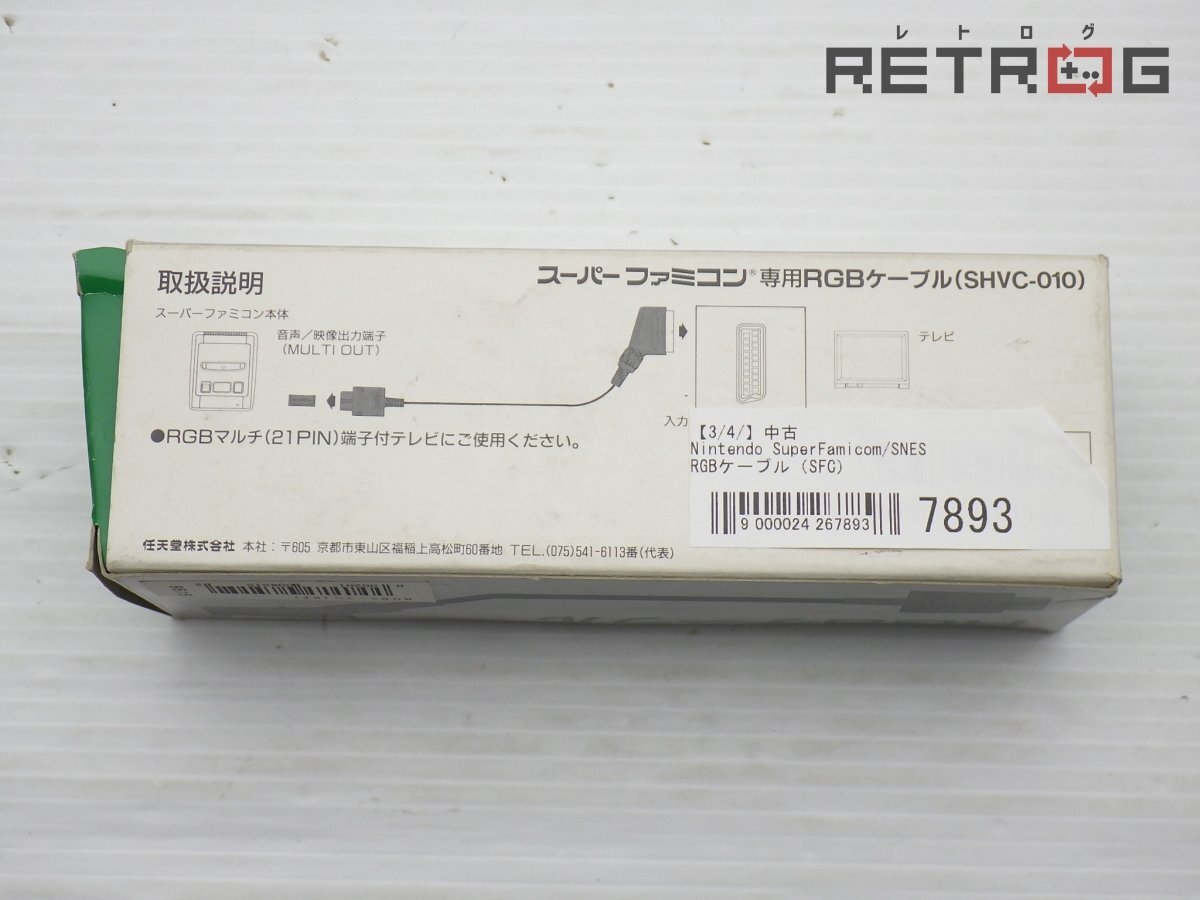 レトログ
RETROG
取扱説明
スーパーファミコン®専用RGBケーブル(SHVC-010)
スーパーファミコン本体
音声/映像出力端子
(MULTI OUT)
テレビ
入力
●RGBマルチ(21PIN)端子付テレビにご使用ください。
【3/4/】中古
Nintendo SuperFamicom/SNES
RGBケーブル (SFC)
9 000024 267893
7893
任天堂株式会社 本社:〒605 京都市東山区福稲上高松町60番地 TEL.(075)541-6113番(代表)